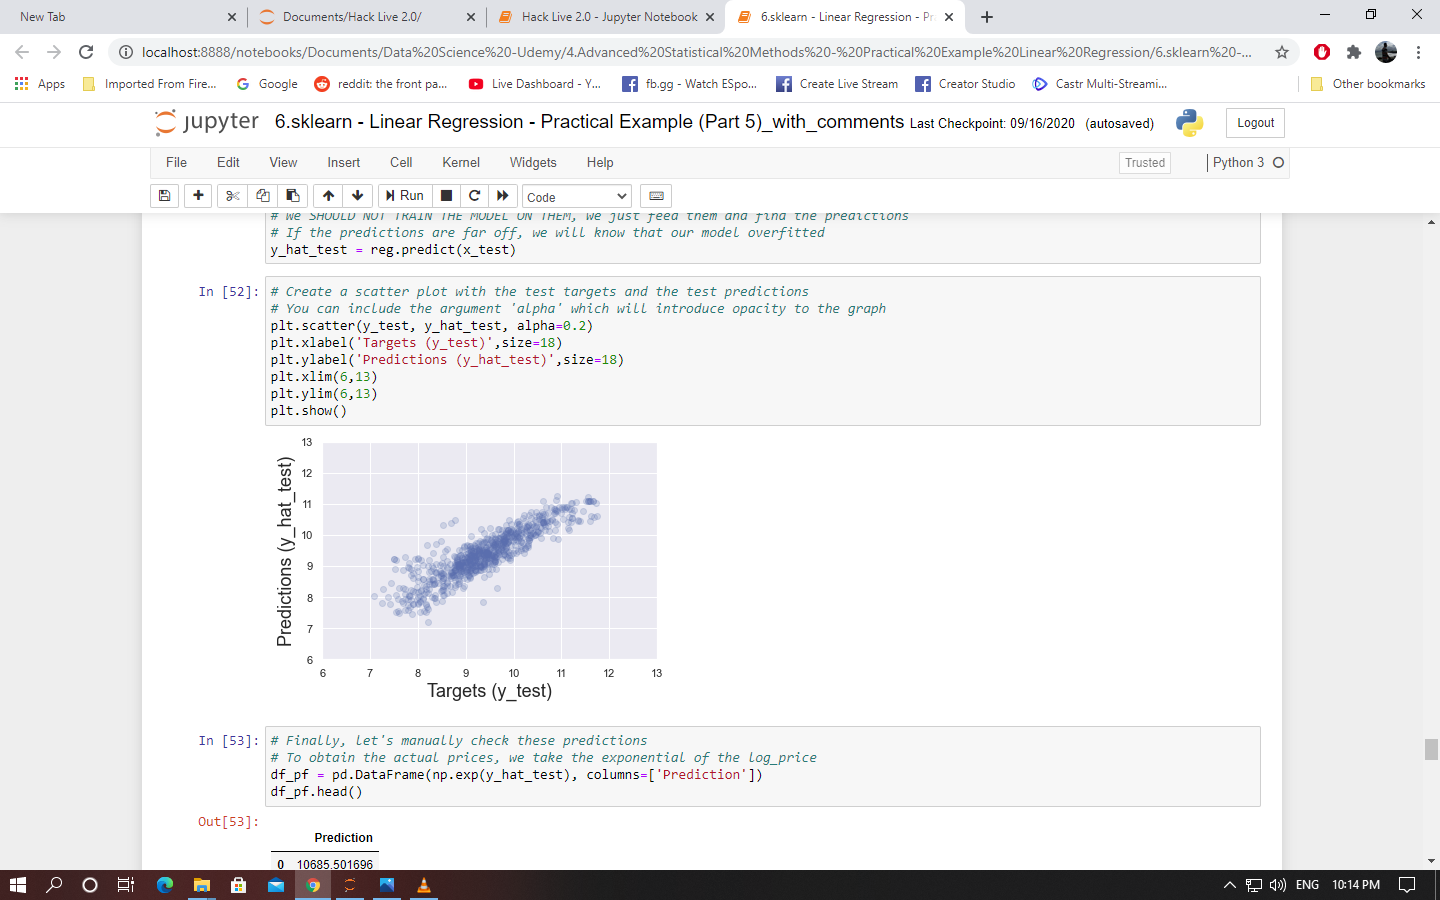 New Tab
Documents/Hack Live 2.0/
Hack Live 2.0 - Jupyter Notebook
6.sklearn - Linear Regression - Pr
localhost:8888/notebooks/Documents/Data%20Science%20-Udemy/4.Advanced%20Statistical%20Methods%20-%20Practical%20Example%20Linear%20Regression/6.sklearn%20-...
Apps
Imported From Fire...
Google
reddit: the front pa...
Live Dashboard - Y...
fb.gg - Watch ESpo...
Create Live Stream
Creator Studio
Castr Multi-Streami...
Other bookmarks
jupyter 6.sklearn - Linear Regression - Practical Example (Part 5)_with_comments Last Checkpoint: 09/16/2020 (autosaved)
Logout
File Edit View Insert Cell Kernel Widgets Help
Trusted
Python 3
Run
Code
# We SHOULD NOT TRAIN THE MODEL ON THEM, we just feed them and find the predictions
# If the predictions are far off, we will know that our model overfitted
y_hat_test = reg.predict(x_test)
In [52]:
# Create a scatter plot with the test targets and the test predictions
# You can include the argument 'alpha' which will introduce opacity to the graph
plt.scatter(y_test, y_hat_test, alpha=0.2)
plt.xlabel('Targets (y_test)',size=18)
plt.ylabel('Predictions (y_hat_test)',size=18)
plt.xlim(6,13)
plt.ylim(6,13)
plt.show()
13
12
11
10
9
8
7
6
Predictions (y_hat_test)
6 7 8 9 10 11 12 13
Targets (y_test)
In [53]:
# Finally, let's manually check these predictions
# To obtain the actual prices, we take the exponential of the log_price
df_pf = pd.DataFrame(np.exp(y_hat_test), columns=['Prediction'])
df_pf.head()
Out[53]:
Prediction
0 10685.501696
ENG
10:14 PM